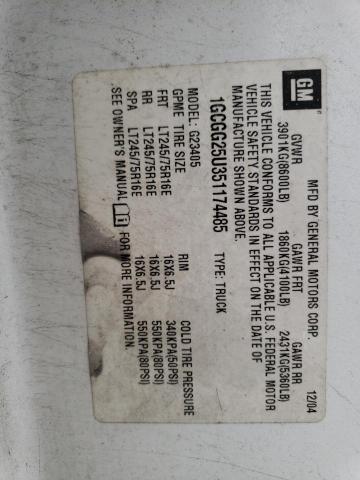 GM
MFD BY GENERAL MOTORS CORP. 12/04
GVWR GAWR FRT GAWR RR
3901KG(8600LB) 1860KG(4100LB) 2431KG(5360LB)
THIS VEHICLE CONFORMS TO ALL APPLICABLE U.S. FEDERAL MOTOR
VEHICLE SAFETY STANDARDS IN EFFECT ON THE DATE OF
MANUFACTURE SHOWN ABOVE.
1GCGG25U351174485 TYPE: TRUCK
MODEL: G23405
GPME TIRE SIZE RIM COLD TIRE PRESSURE
FRT LT245/75R16E 16X6.5J 340KPA(50PSI)
RR LT245/75R16E 16X6.5J 550KPA(80PSI)
SPA LT245/75R16E 16X6.5J 550KPA(80PSI)
SEE OWNER'S MANUAL FOR MORE INFORMATION.